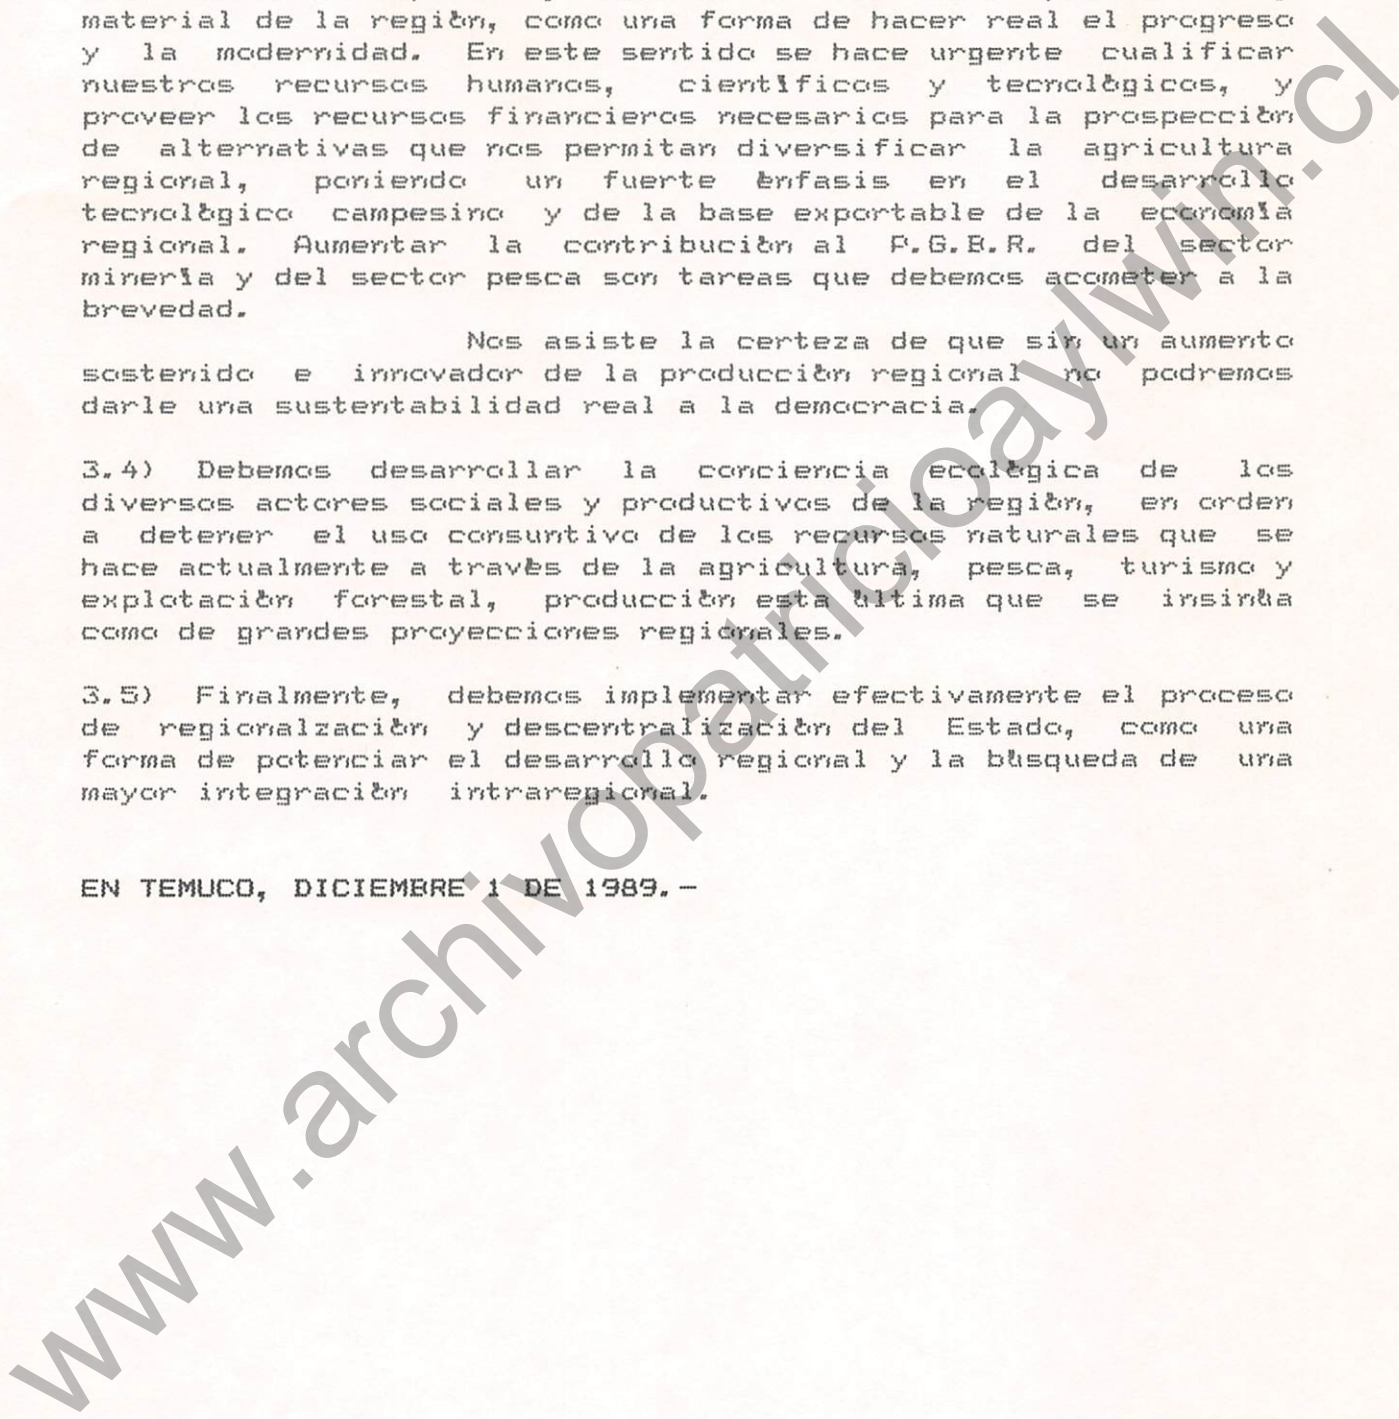 material de la región, como una forma de hacer real el progreso
y la modernidad. En este sentido se hace urgente cualificar
nuestros recursos humanos, científicos y tecnológicos, y
proveer los recursos financieros necesarios para la prospección
de alternativas que nos permitan diversificar la agricultura
regional, poniendo un fuerte énfasis en el desarrollo
tecnológico campesino y de la base exportable de la economía
regional. Aumentar la contribución al P.G.B.R. del sector
minería y del sector pesca son tareas que debemos acometer a la
brevedad.
Nos asiste la certeza de que sin un aumento
sostenido e innovador de la producción regional no podremos
darle una sustentabilidad real a la democracia.
3.4) Debemos desarrollar la conciencia ecológica de los
diversos actores sociales y productivos de la región, en orden
a detener el uso consuntivo de los recursos naturales que se
hace actualmente a través de la agricultura, pesca, turismo y
explotación forestal, producción esta última que se insinúa
como de grandes proyecciones regionales.
3.5) Finalmente, debemos implementar efectivamente el proceso
de regionalzación y descentralización del Estado, como una
forma de potenciar el desarrollo regional y la búsqueda de una
mayor integración intraregional.
EN TEMUCO, DICIEMBRE 1 DE 1989.-
www.archivopatricioaylwin.cl